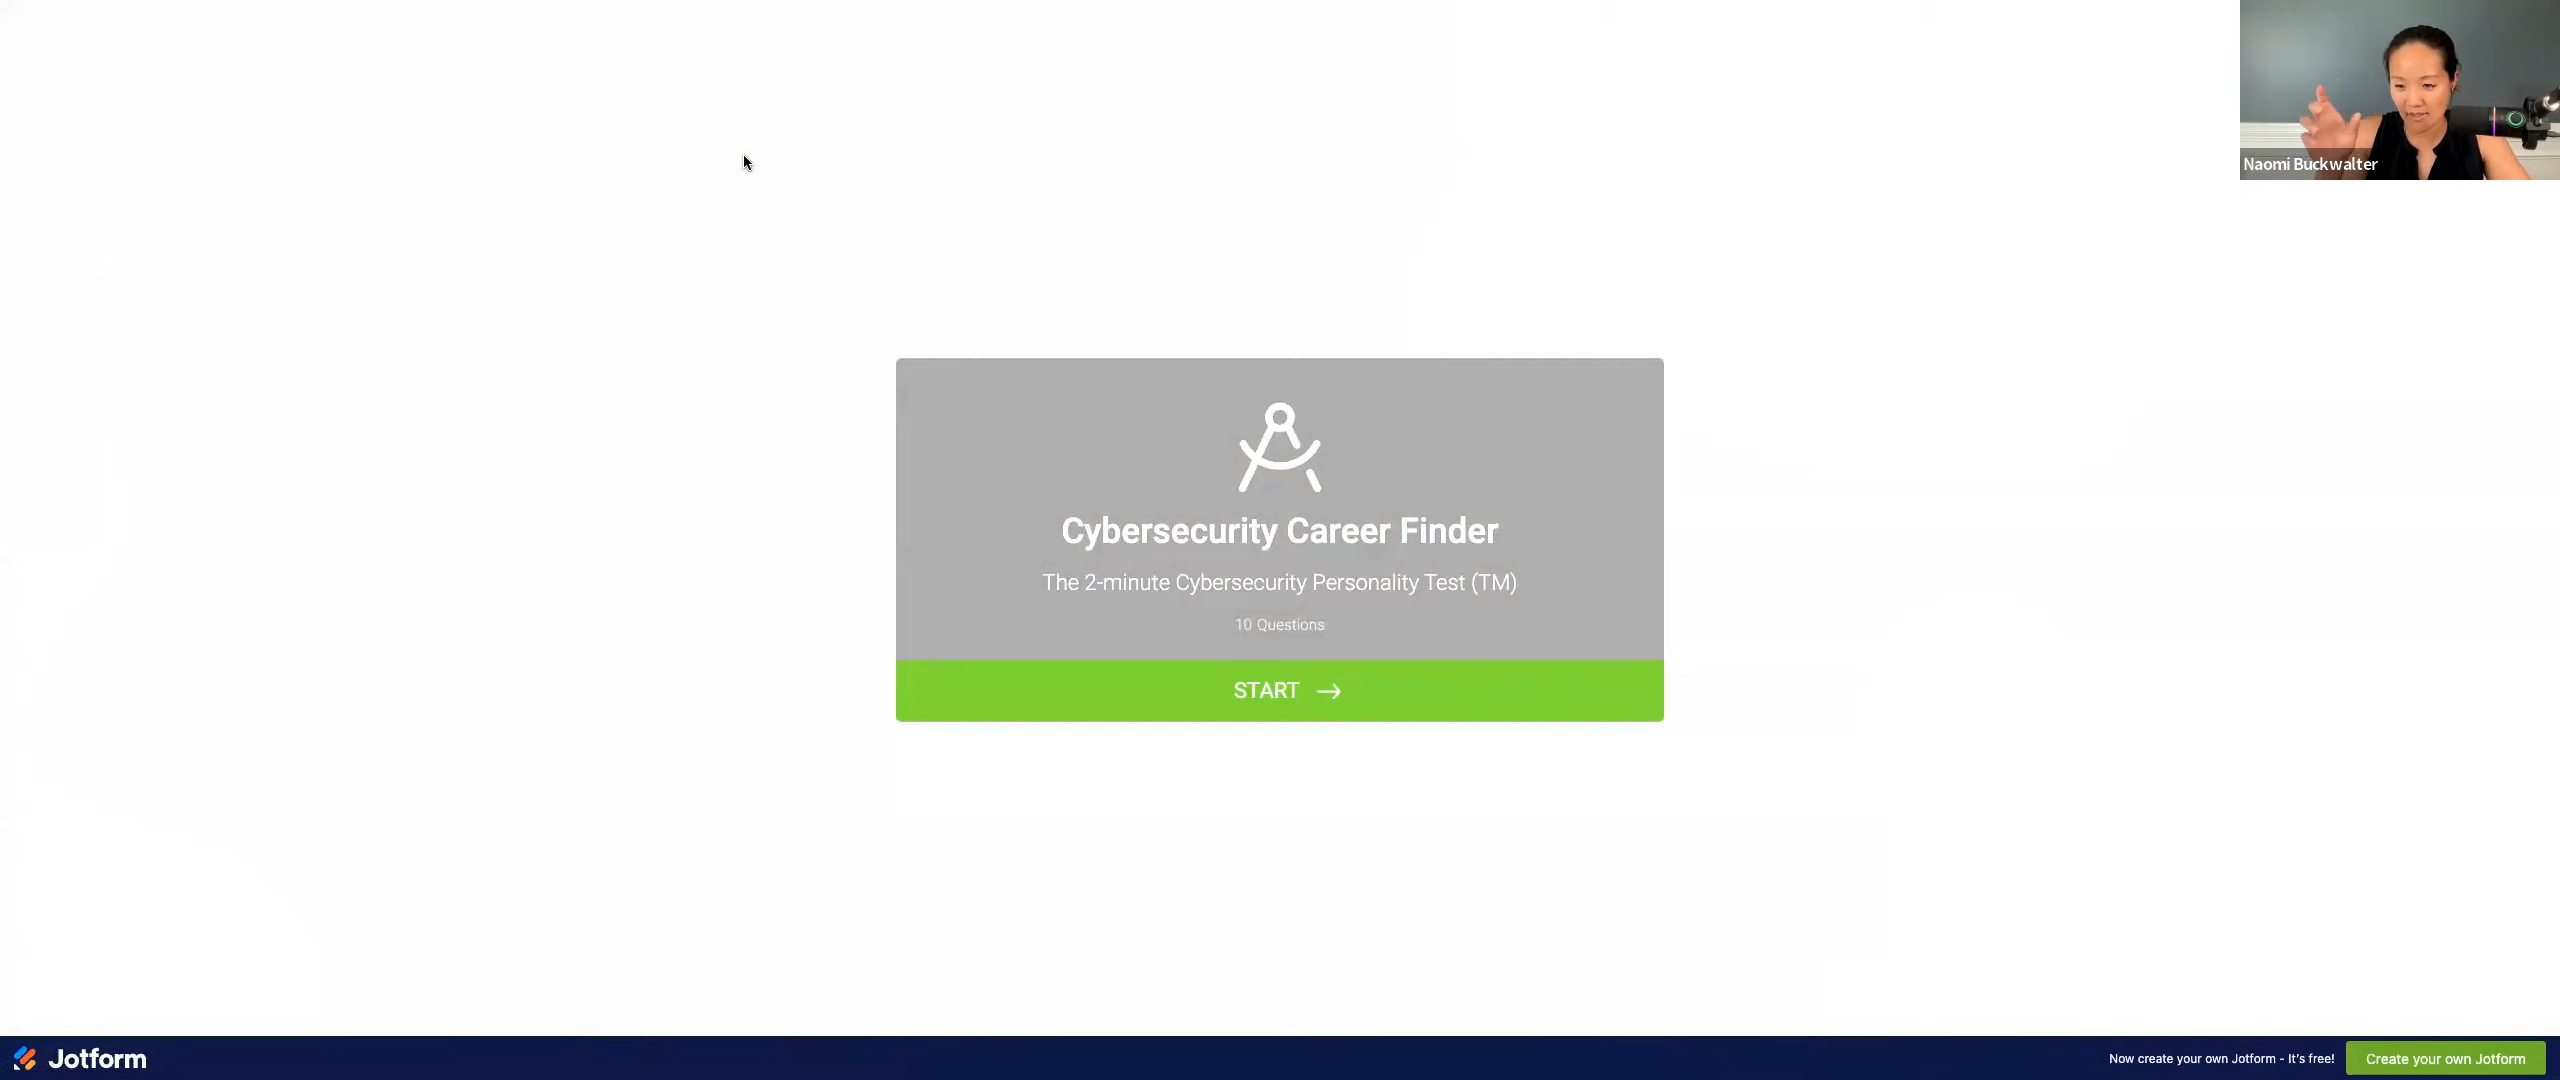 Naomi Buckwalter
Cybersecurity Career Finder
The 2-minute Cybersecurity Personality Test (TM)
10 Questions
START
Jotform
Now create your own Jotform - It's free!
Create your own Jotform